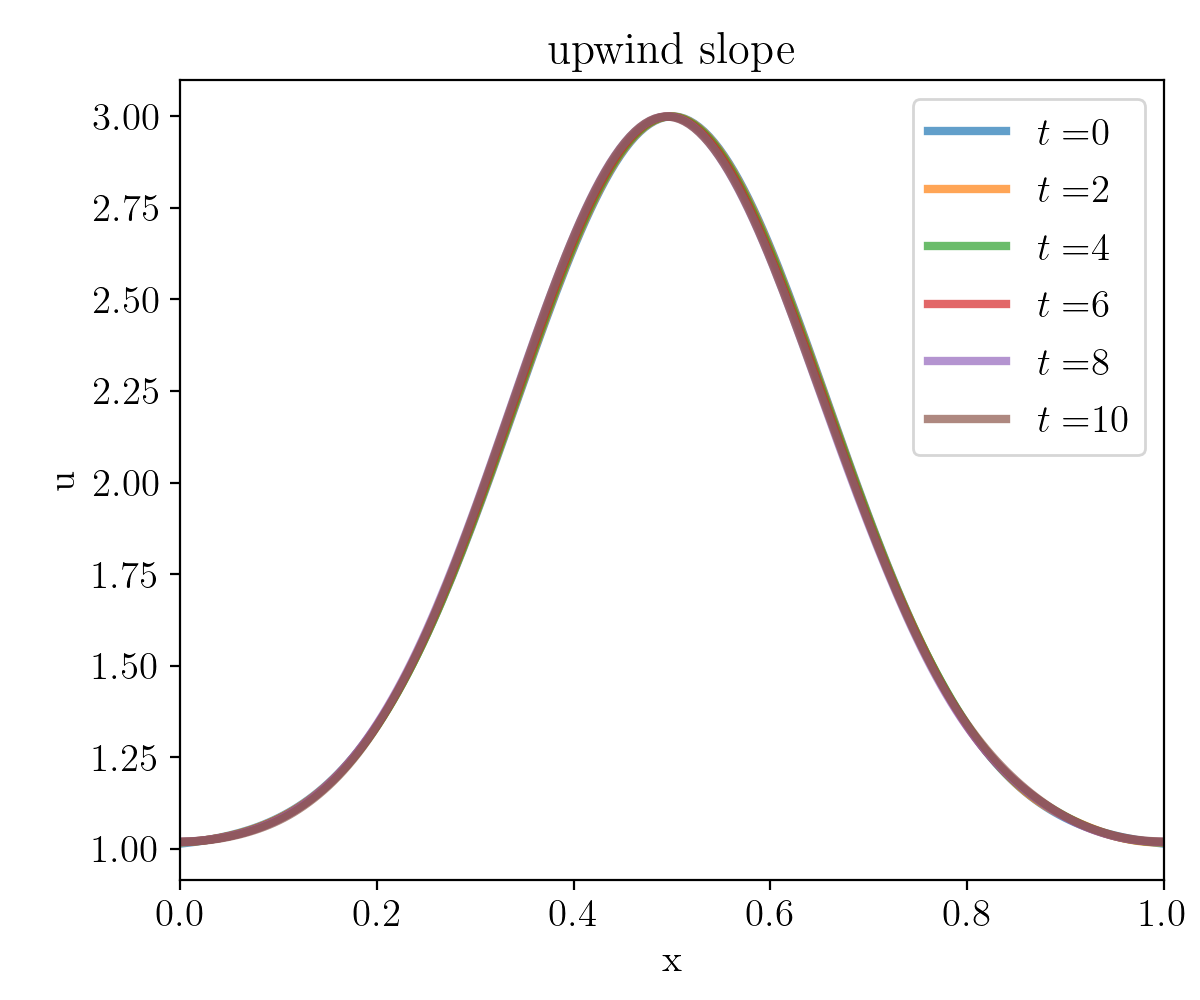 upwind slope
3.00
2.75
2.50
2.25
2.00
1.75
1.50
1.25
1.00
u
t =0
t =2
t =4
t =6
t =8
t =10
0.0 0.2 0.4 0.6 0.8 1.0
x